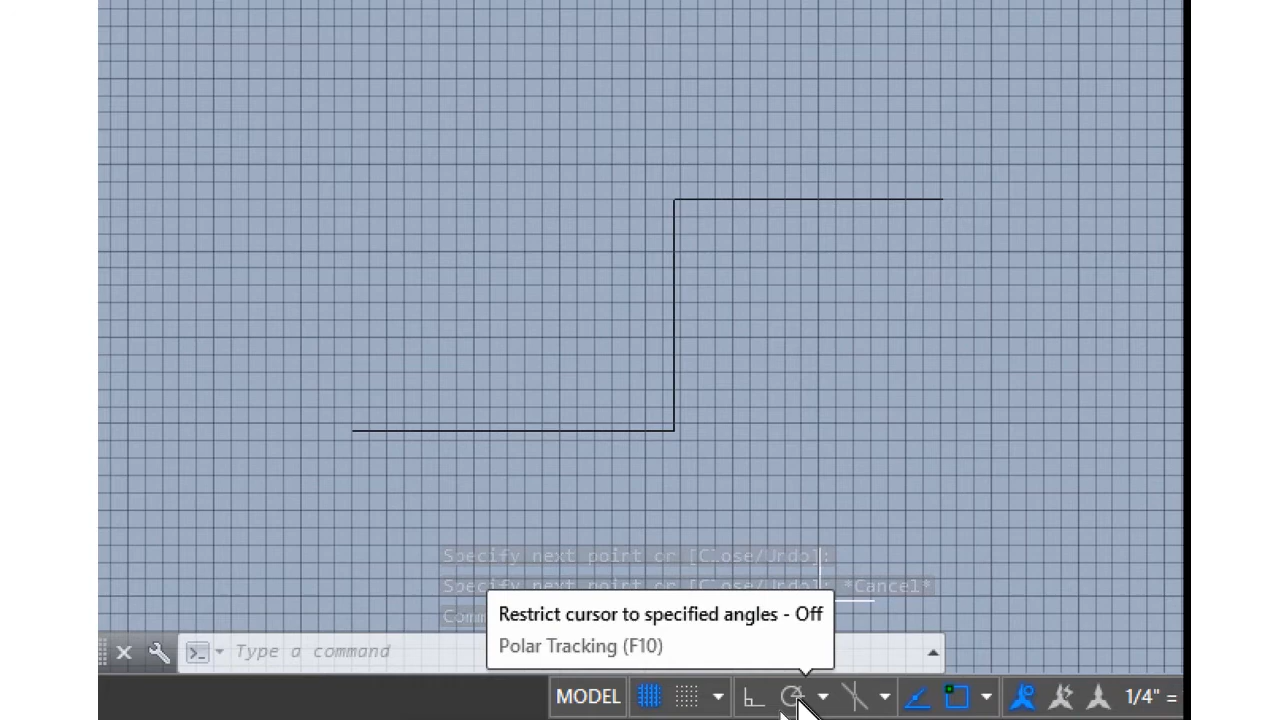 Specify next point or [Close/Undo]:
Specify next point or [Close/Undo]: *Cancel*
Restrict cursor to specified angles - Off
Polar Tracking (F10)
Type a command
MODEL
1/4" =